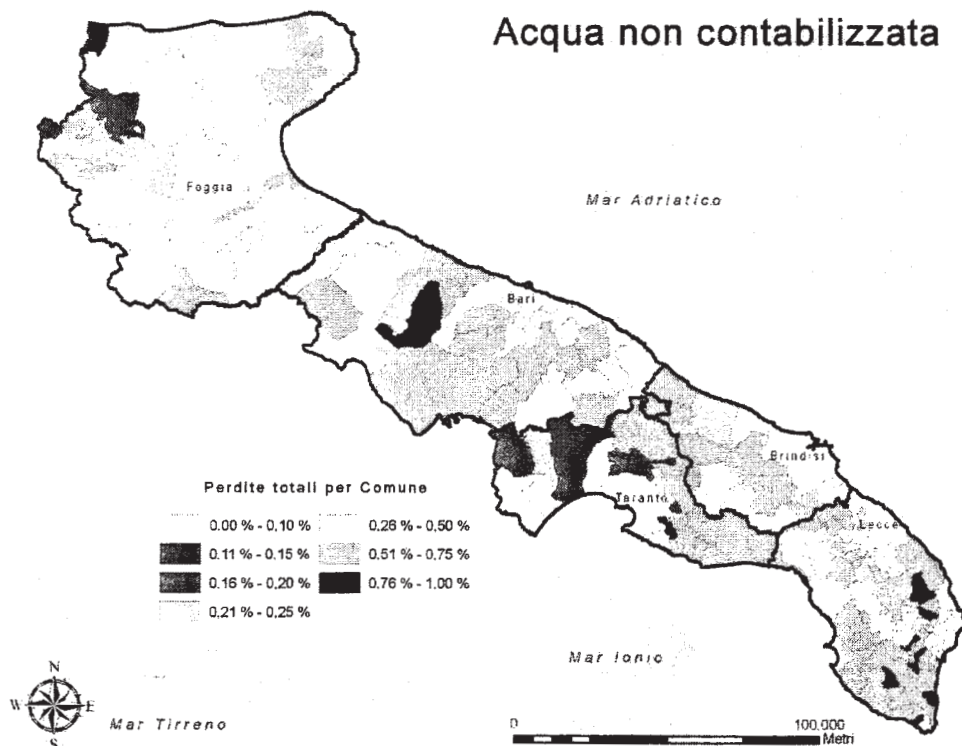 Acqua non contabilizzata
Foggia
Mar Adriatico
Bari
Brindisi
Taranto
Lecce
Perdite totali per Comune
0,00 % - 0,10 %
0,11 % - 0,15 %
0,16 % - 0,20 %
0,21 % - 0,25 %
0,26 % - 0,50 %
0,51 % - 0,75 %
0,76 % - 1,00 %
Mar Ionio
N
W
E
S
Mar Tirreno
0
100.000
Metri